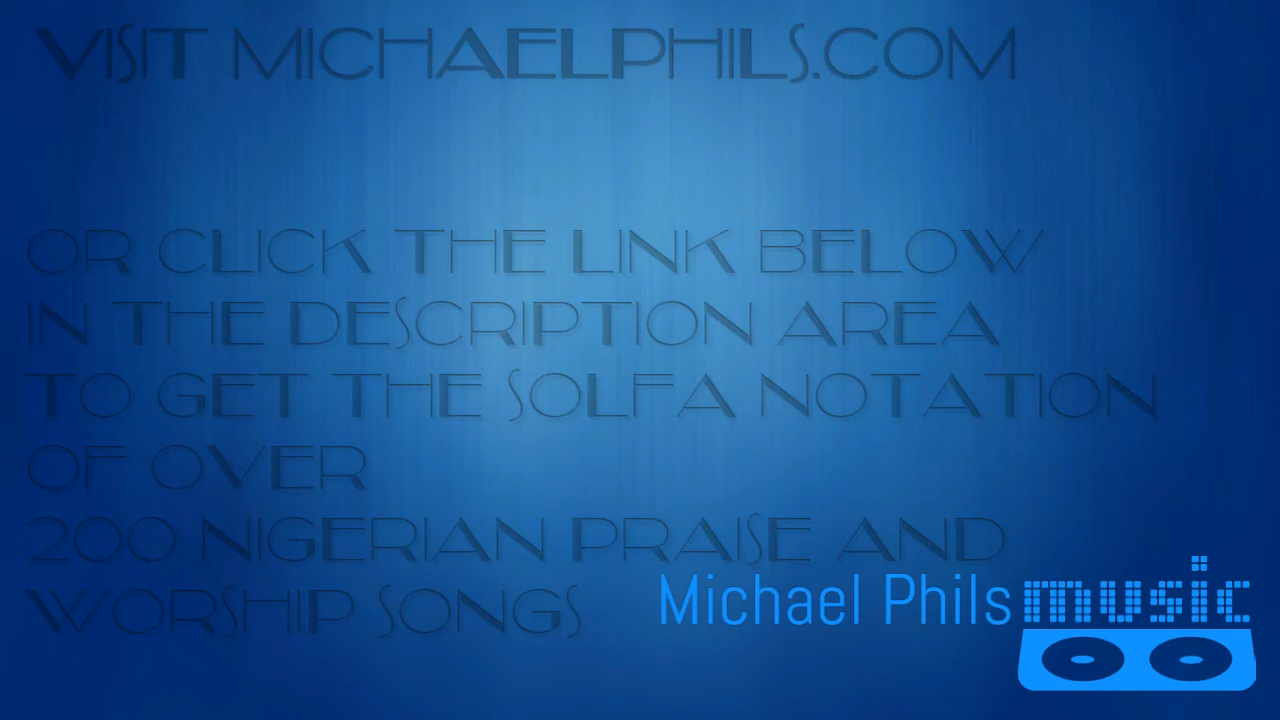 VISIT MICHAELPHILS.COM
OR CLICK THE LINK BELOW
IN THE DESCRIPTION AREA
TO GET THE SOLFA NOTATION
OF OVER
200 NIGERIAN PRAISE AND
WORSHIP SONGS
Michael Phils music